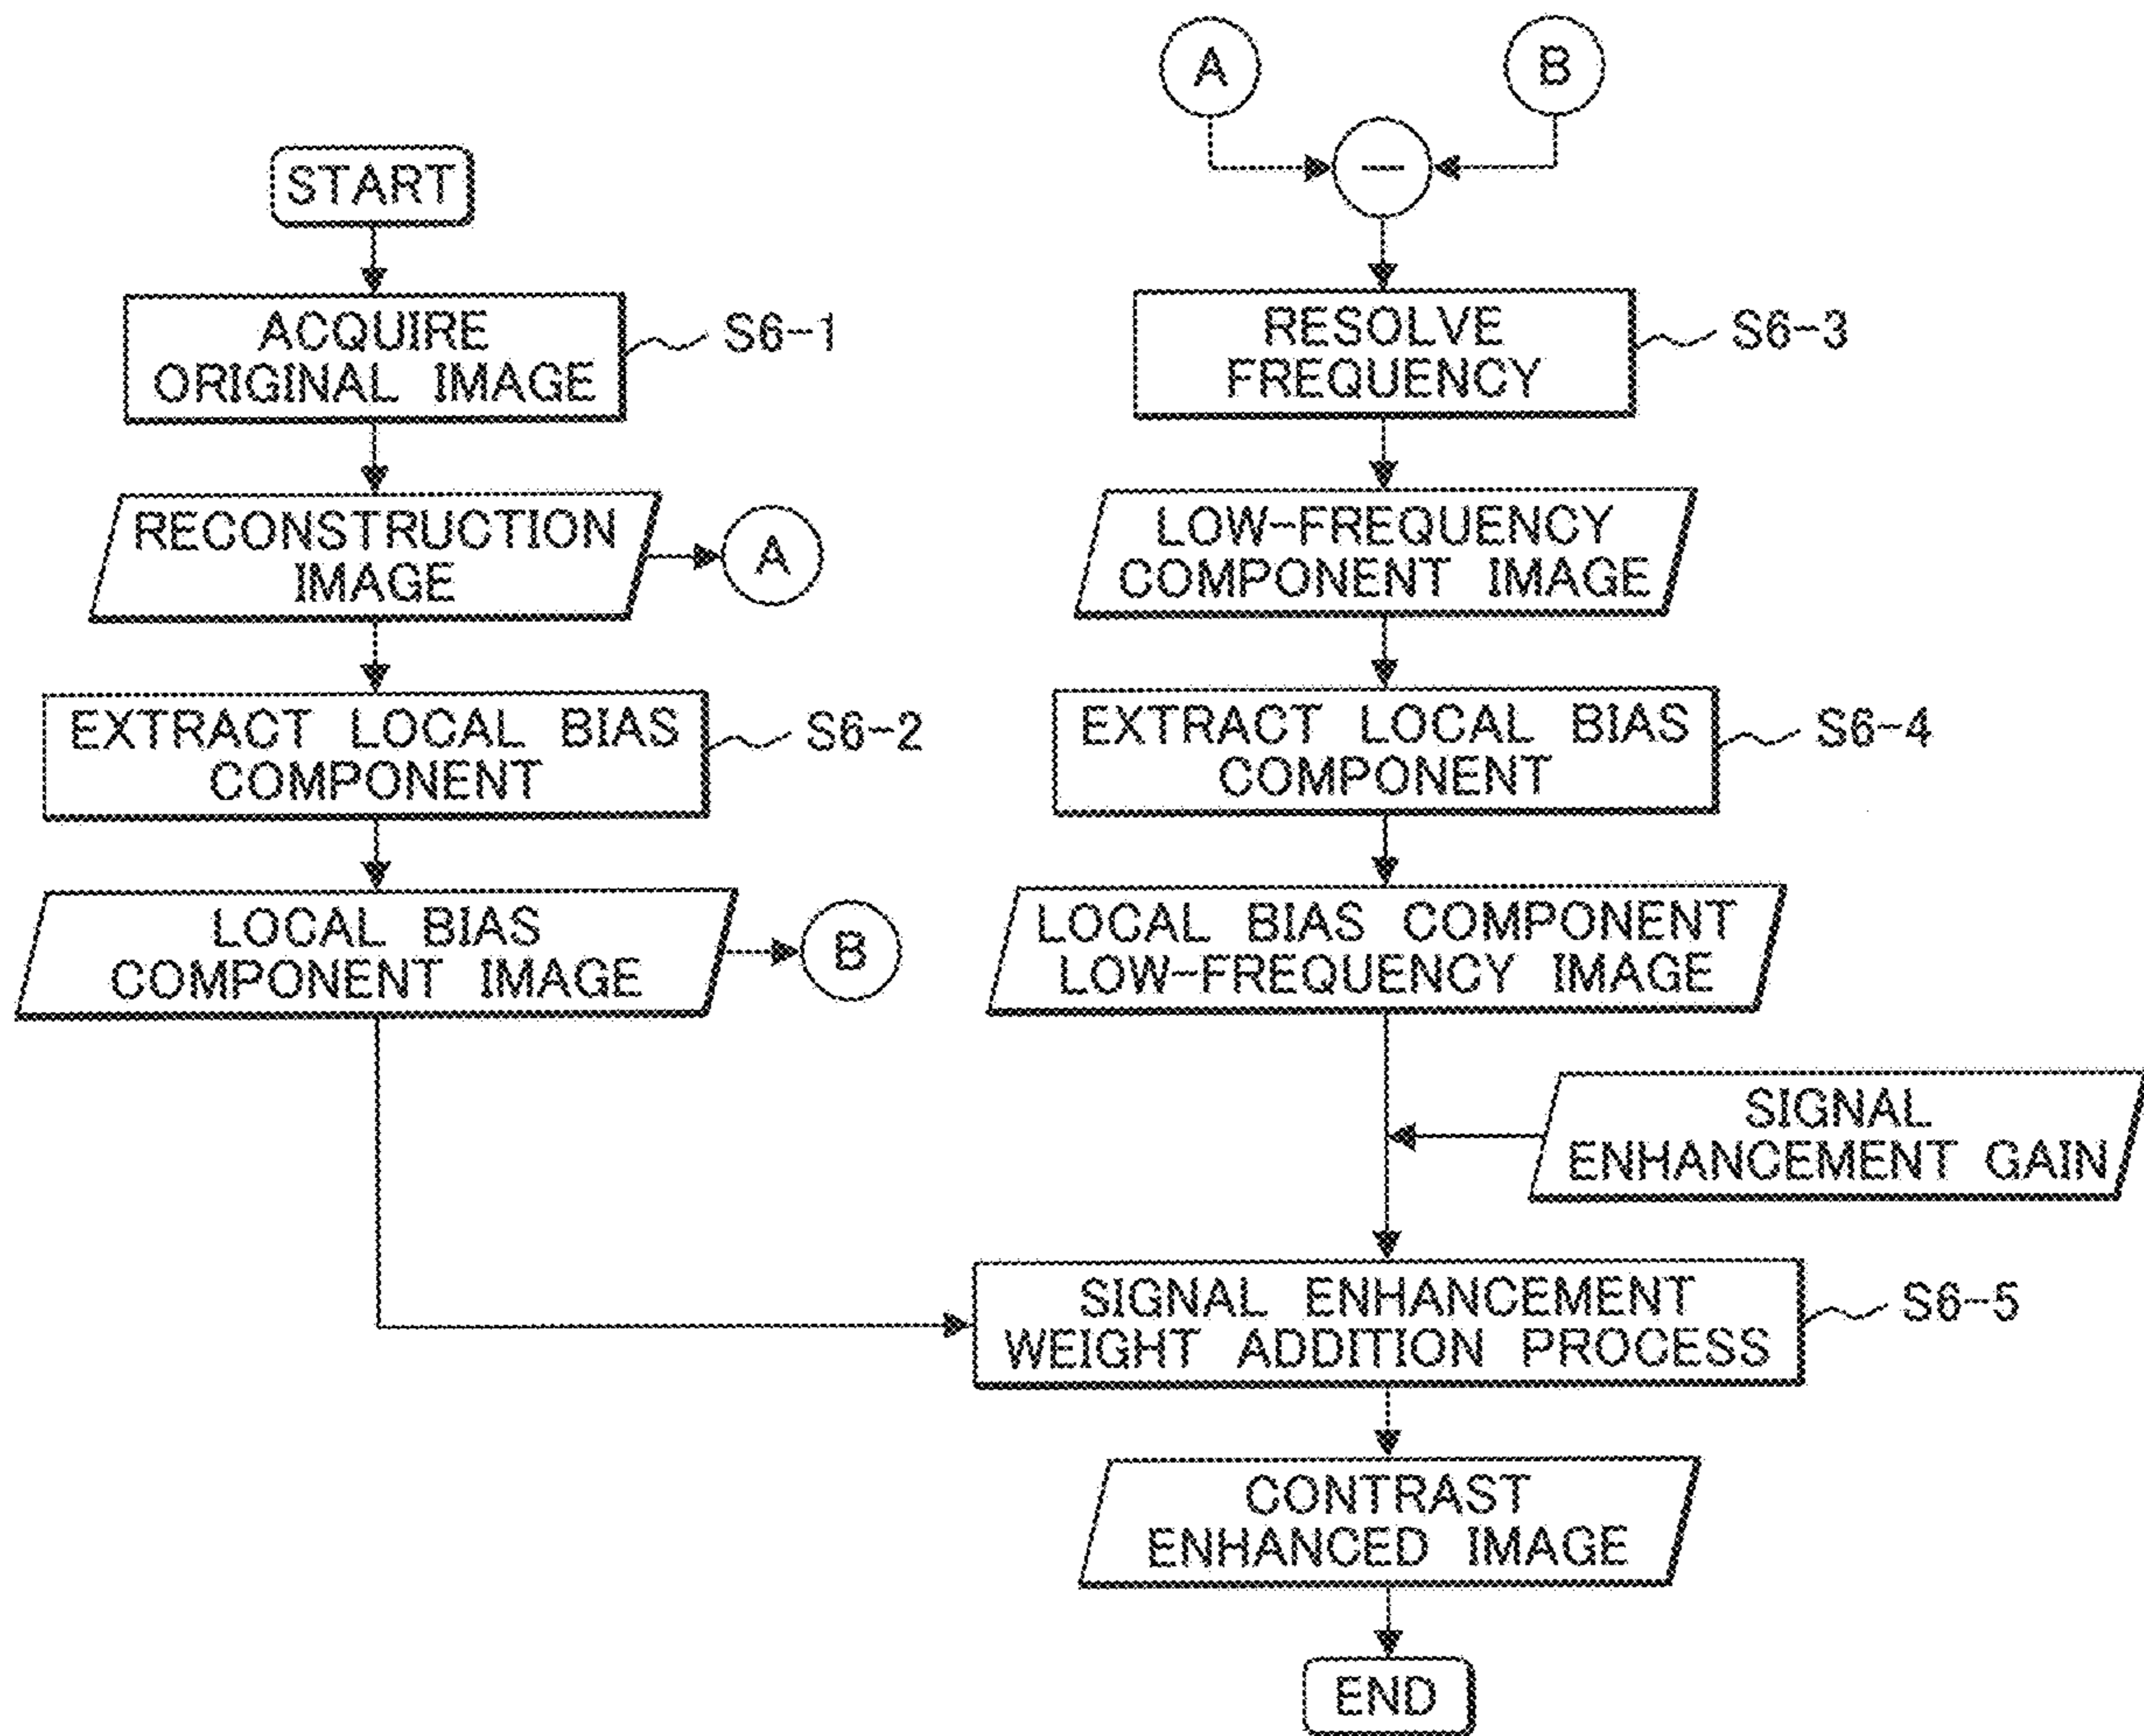 START
ACQUIRE
ORIGINAL IMAGE
S6-1
RECONSTRUCTION
IMAGE
A
EXTRACT LOCAL BIAS
COMPONENT
S6-2
LOCAL BIAS
COMPONENT IMAGE
B
A
B
—
RESOLVE
FREQUENCY
S6-3
LOW-FREQUENCY
COMPONENT IMAGE
EXTRACT LOCAL BIAS
COMPONENT
S6-4
LOCAL BIAS COMPONENT
LOW-FREQUENCY IMAGE
SIGNAL
ENHANCEMENT GAIN
SIGNAL ENHANCEMENT
WEIGHT ADDITION PROCESS
S6-5
CONTRAST
ENHANCED IMAGE
END